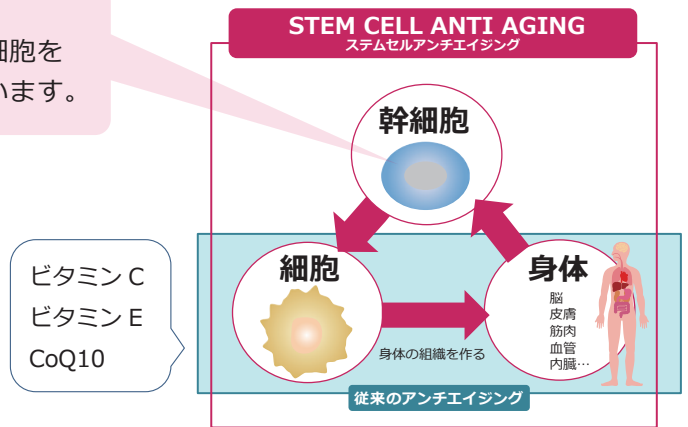 STEM CELL ANTI AGING
ステムセルアンチエイジング
細胞を
います。
幹細胞
細胞
身体
脳
皮膚
筋肉
血管
内臓…
身体の組織を作る
ビタミン C
ビタミン E
CoQ10
従来のアンチエイジング